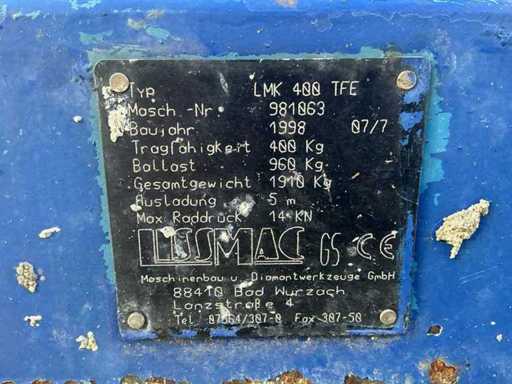 Typ LMK 400 TFE
Masch.-Nr. 981063
Baujahr 1998 07/7
Tragfähigkeit 400 Kg
Ballast 960 Kg
Gesamtgewicht 1910 Kg
Ausladung 5 m
Max Raddruck 14 KN
LISSMAC GS CE
Maschinenbau u. Diamantwerkzeuge GmbH
88410 Bad Wurzach
Lanzstraße 4
Tel. 07564/307-0 Fax 307-50